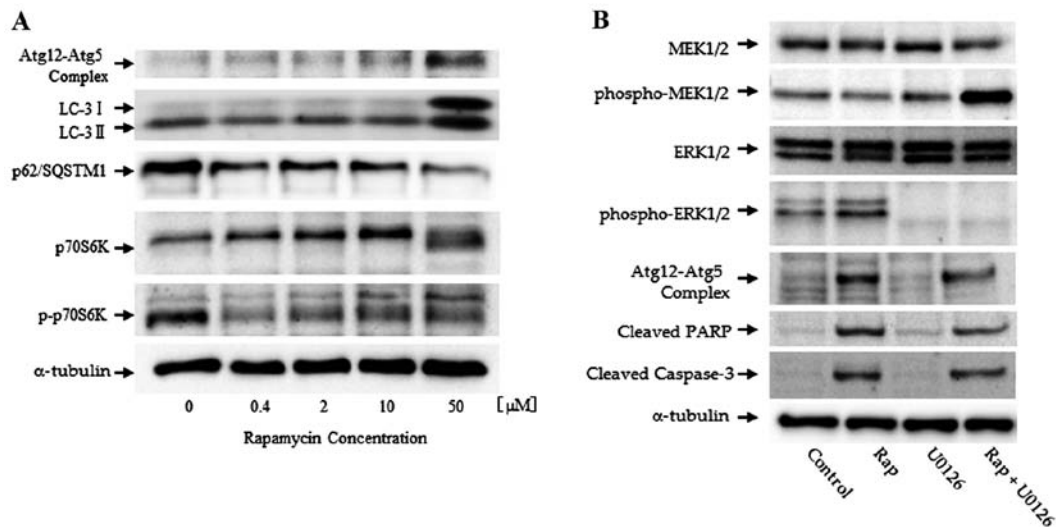 A
Atg12-Atg5
Complex
LC-3 I
LC-3 II
p62/SQSTM1
p70S6K
p-p70S6K
α-tubulin
0 0.4 2 10 50 [μM]
Rapamycin Concentration
B
MEK1/2
phospho-MEK1/2
ERK1/2
phospho-ERK1/2
Atg12-Atg5
Complex
Cleaved PARP
Cleaved Caspase-3
α-tubulin
Control
Rap
U0126
Rap + U0126